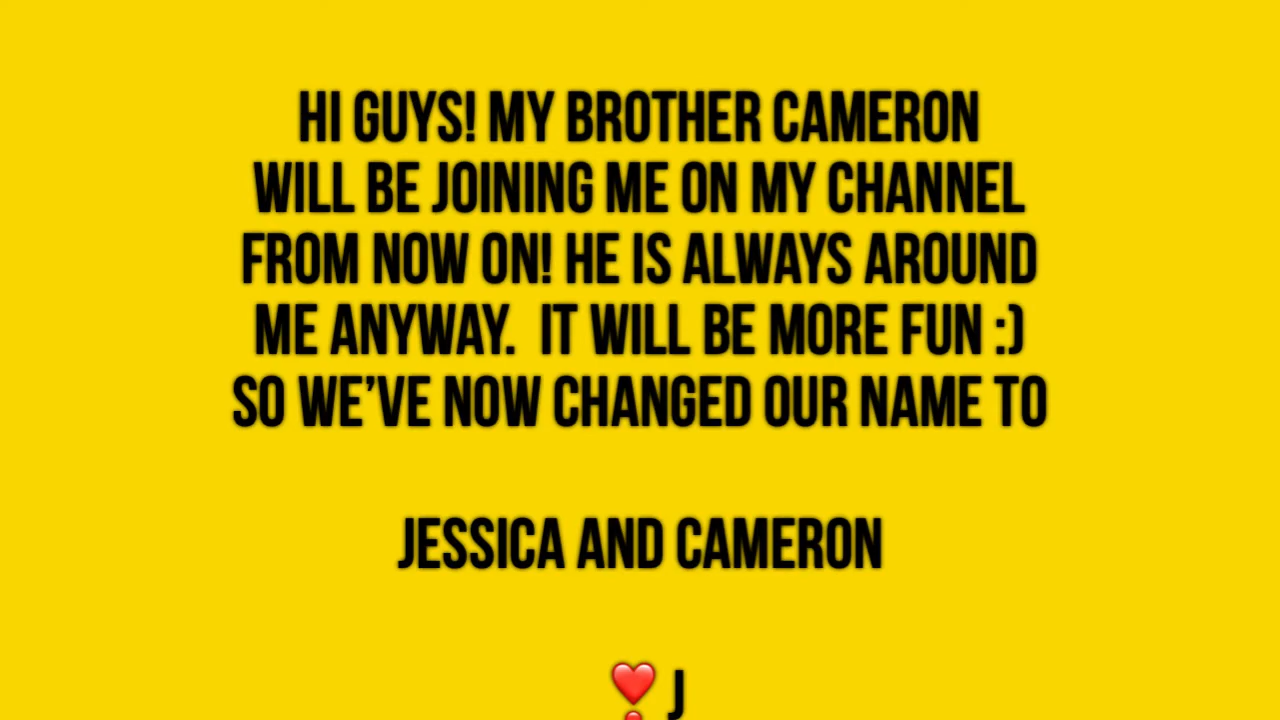 HI GUYS! MY BROTHER CAMERON
WILL BE JOINING ME ON MY CHANNEL
FROM NOW ON! HE IS ALWAYS AROUND
ME ANYWAY.  IT WILL BE MORE FUN :)
SO WE’VE NOW CHANGED OUR NAME TO
JESSICA AND CAMERON
❣️ J